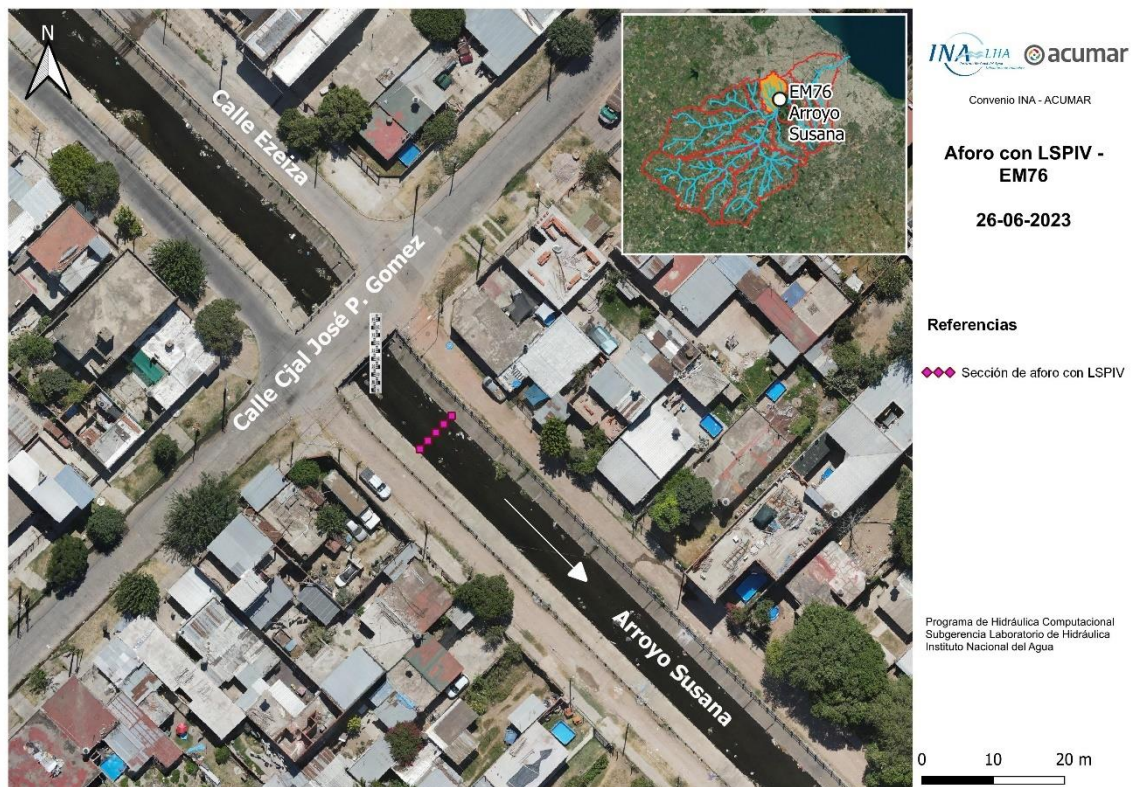 N
Calle Ezeiza
Calle Cjal José P. Gomez
Arroyo Susana
EM76
Arroyo
Susana
INA LHA
acumar
Convenio INA - ACUMAR
Aforo con LSPIV -
EM76
26-06-2023
Referencias
Sección de aforo con LSPIV
Programa de Hidráulica Computacional
Subgerencia Laboratorio de Hidráulica
Instituto Nacional del Agua
0 10 20 m